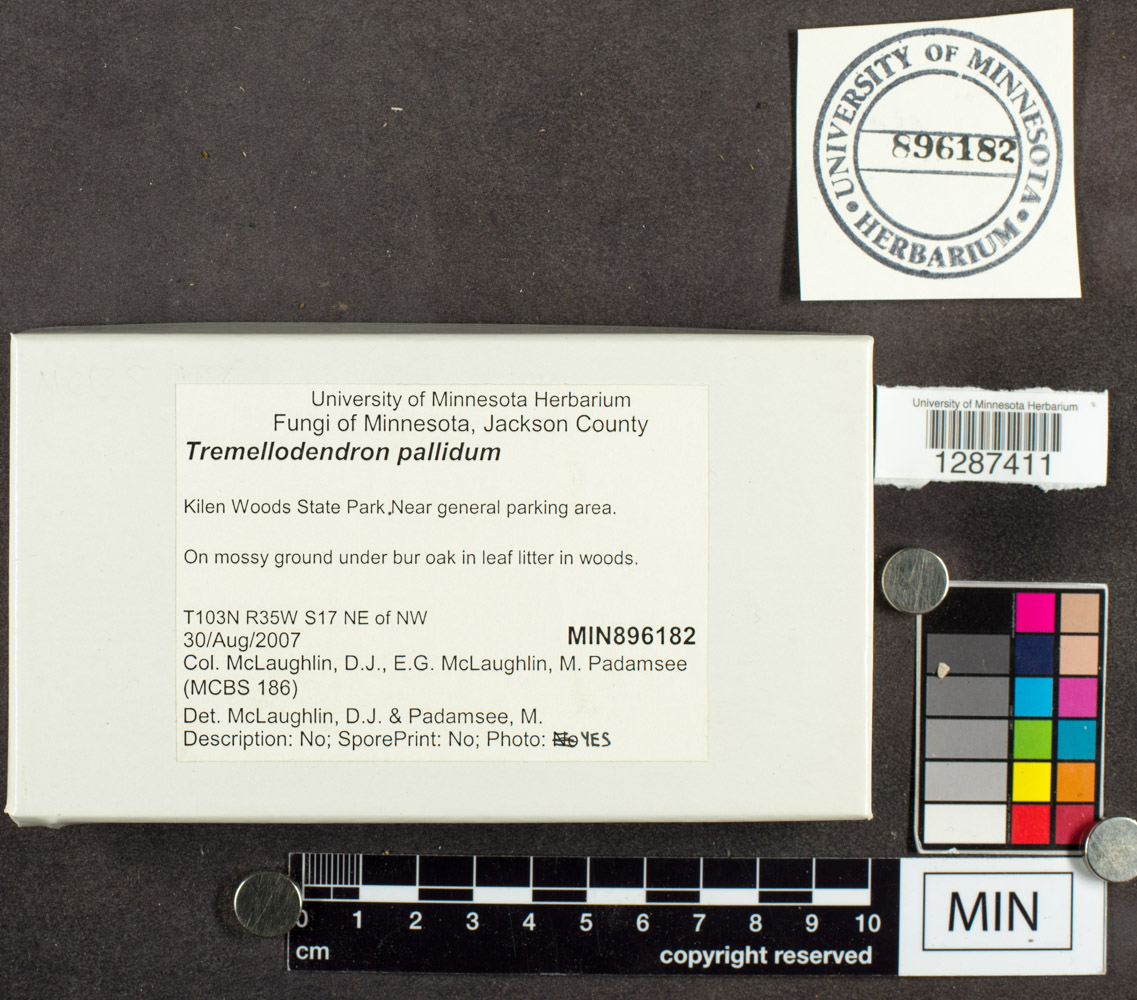 UNIVERSITY OF MINNESOTA
896182
• HERBARIUM •
University of Minnesota Herbarium
Fungi of Minnesota, Jackson County
Tremellodendron pallidum
Kilen Woods State Park,Near general parking area.
On mossy ground under bur oak in leaf litter in woods.
T103N R35W S17 NE of NW
30/Aug/2007
MIN896182
Col. McLaughlin, D.J., E.G. McLaughlin, M. Padamsee
(MCBS 186)
Det. McLaughlin, D.J. & Padamsee, M.
Description: No; SporePrint: No; Photo: No YES
University of Minnesota Herbarium
1287411
0 1 2 3 4 5 6 7 8 9 10
cm copyright reserved
MIN